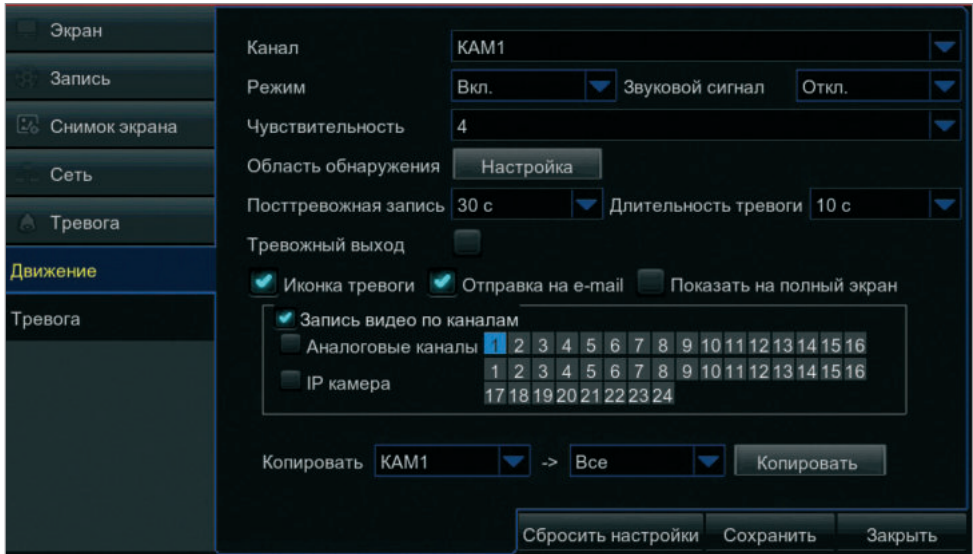 Экран
Запись
Снимок экрана
Сеть
Тревога
Движение
Тревога
Канал КАМ1
Режим Вкл. Звуковой сигнал Откл.
Чувствительность 4
Область обнаружения Настройка
Посттревожная запись 30 с Длительность тревоги 10 с
Тревожный выход
Иконка тревоги Отправка на e-mail Показать на полный экран
Запись видео по каналам
Аналоговые каналы 1 2 3 4 5 6 7 8 9 10 11 12 13 14 15 16
IP камера 1 2 3 4 5 6 7 8 9 10 11 12 13 14 15 16
17 18 19 20 21 22 23 24
Копировать КАМ1 -> Все Копировать
Сбросить настройки Сохранить Закрыть